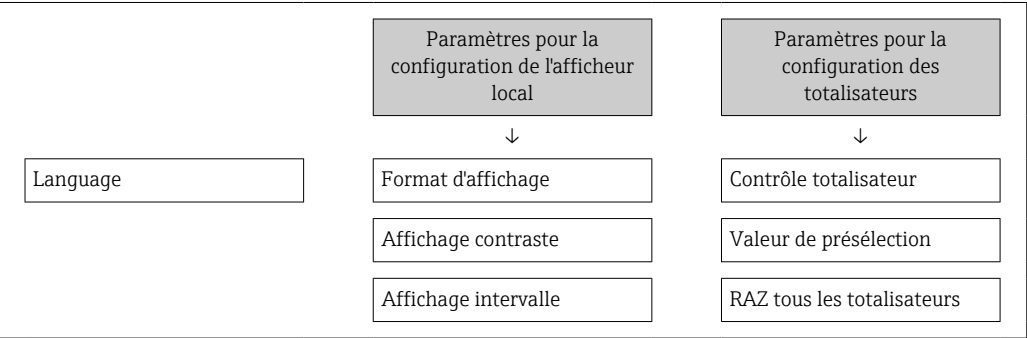 Paramètres pour la
configuration de l'afficheur
local
Paramètres pour la
configuration des
totalisateurs
↓
↓
Language
Format d'affichage
Contrôle totalisateur
Affichage contraste
Valeur de présélection
Affichage intervalle
RAZ tous les totalisateurs